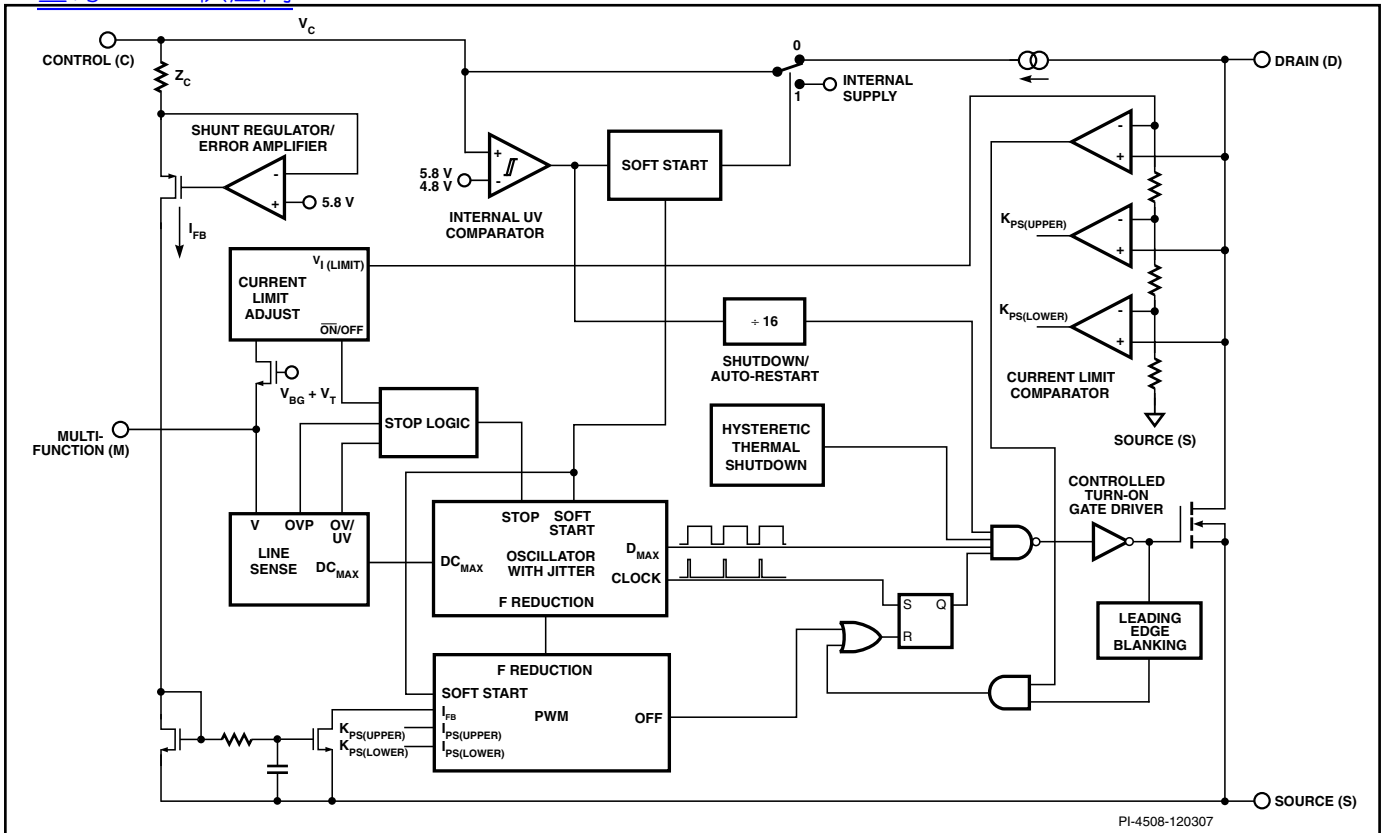 V_C
0
CONTROL (C)
DRAIN (D)
Z_C
INTERNAL
SUPPLY
1
SHUNT REGULATOR/
ERROR AMPLIFIER
-
+
5.8 V
I_FB
+
-
5.8 V
4.8 V
INTERNAL UV
COMPARATOR
SOFT START
-
+
K_PS(UPPER)
-
+
K_PS(LOWER)
-
+
CURRENT LIMIT
COMPARATOR
SOURCE (S)
V_I (LIMIT)
CURRENT
LIMIT
ADJUST
ON/OFF
V_BG + V_T
÷ 16
SHUTDOWN/
AUTO-RESTART
MULTI-
FUNCTION (M)
STOP LOGIC
HYSTERETIC
THERMAL
SHUTDOWN
CONTROLLED
TURN-ON
GATE DRIVER
V
OVP
OV/
UV
LINE
SENSE
DC_MAX
STOP
SOFT
START
DC_MAX
OSCILLATOR
WITH JITTER
D_MAX
CLOCK
F REDUCTION
S
Q
R
LEADING
EDGE
BLANKING
F REDUCTION
SOFT START
I_FB
PWM
OFF
K_PS(UPPER)
I_PS(UPPER)
K_PS(LOWER)
I_PS(LOWER)
SOURCE (S)
PI-4508-120307